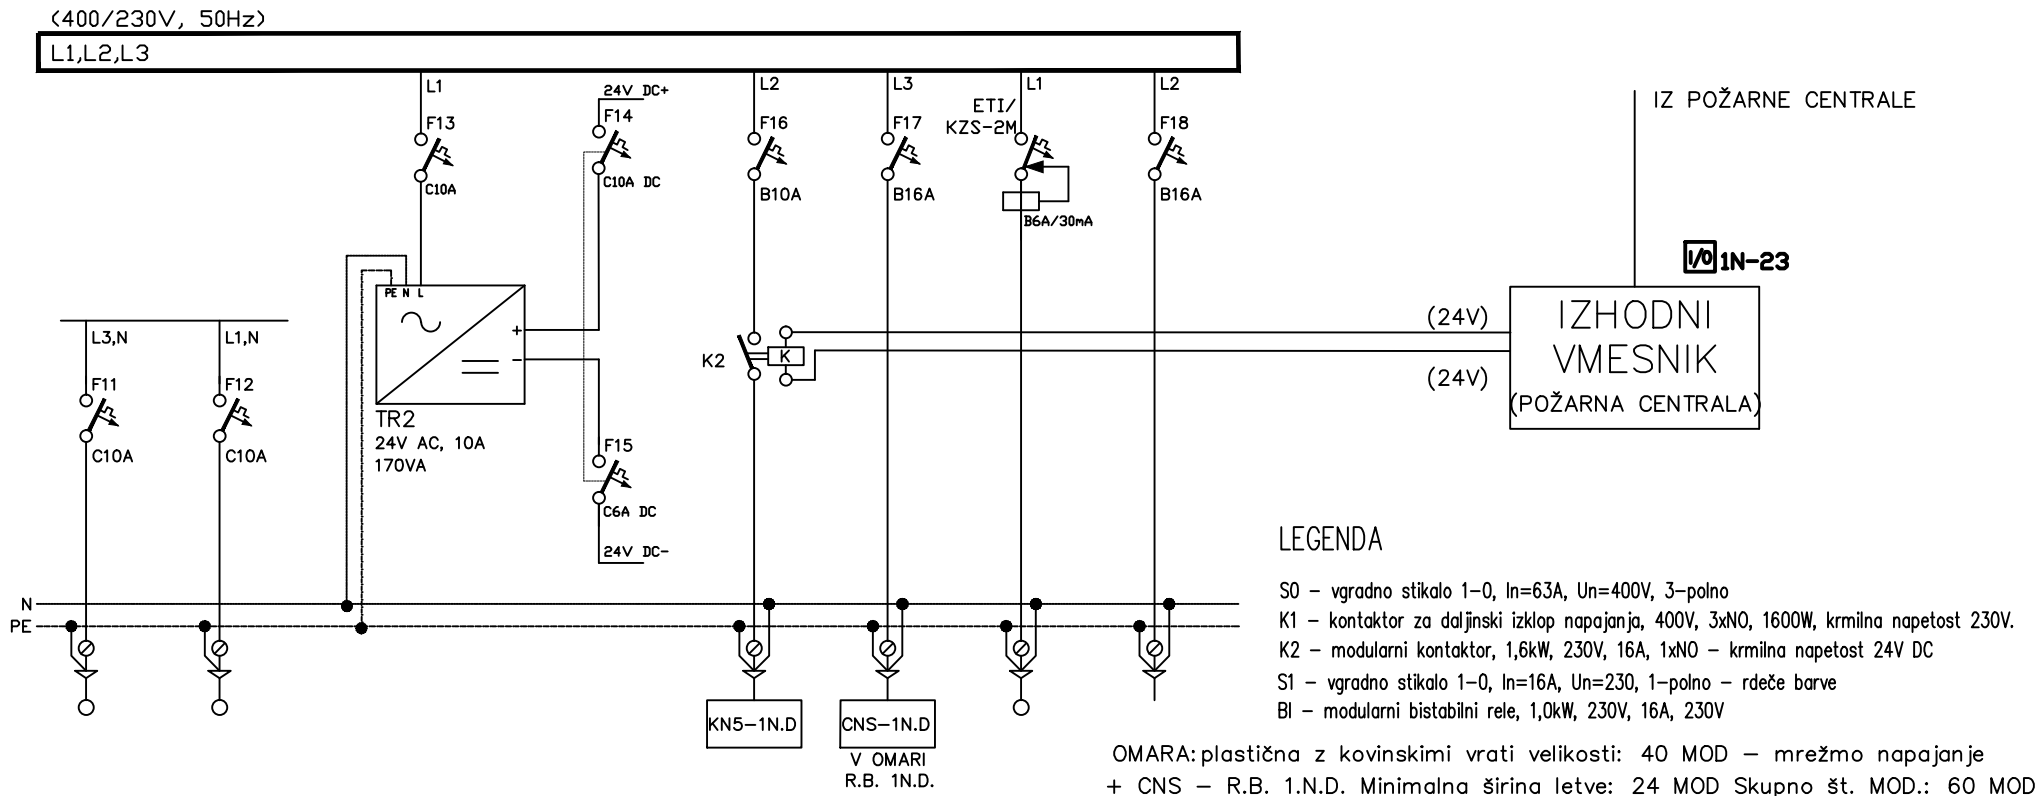 (400/230V, 50Hz)
L1,L2,L3
L1
F13
C10A
24V DC+
F14
C10A DC
L2
F16
B10A
L3
F17
B16A
L1
ETI/
KZS-2M
B6A/30mA
L2
F18
B16A
IZ POŽARNE CENTRALE
I/O 1N-23
PE N L
+
-
TR2
24V AC, 10A
170VA
F15
C6A DC
24V DC-
L3,N
F11
C10A
L1,N
F12
C10A
K2
K
(24V)
(24V)
IZHODNI
VMESNIK
(POŽARNA CENTRALA)
N
PE
KN5-1N.D
CNS-1N.D
V OMARI
R.B. 1N.D.
LEGENDA
S0 - vgradno stikalo 1-0, In=63A, Un=400V, 3-polno
K1 - kontaktor za daljinski izklop napajanja, 400V, 3xNO, 1600W, krmilna napetost 230V.
K2 - modularni kontaktor, 1,6kW, 230V, 16A, 1xNO - krmilna napetost 24V DC
S1 - vgradno stikalo 1-0, In=16A, Un=230, 1-polno - rdeče barve
BI - modularni bistabilni rele, 1,0kW, 230V, 16A, 230V
OMARA: plastična z kovinskimi vrati velikosti: 40 MOD - mrežmo napajanje
+ CNS - R.B. 1.N.D. Minimalna širina letve: 24 MOD Skupno št. MOD.: 60 MOD